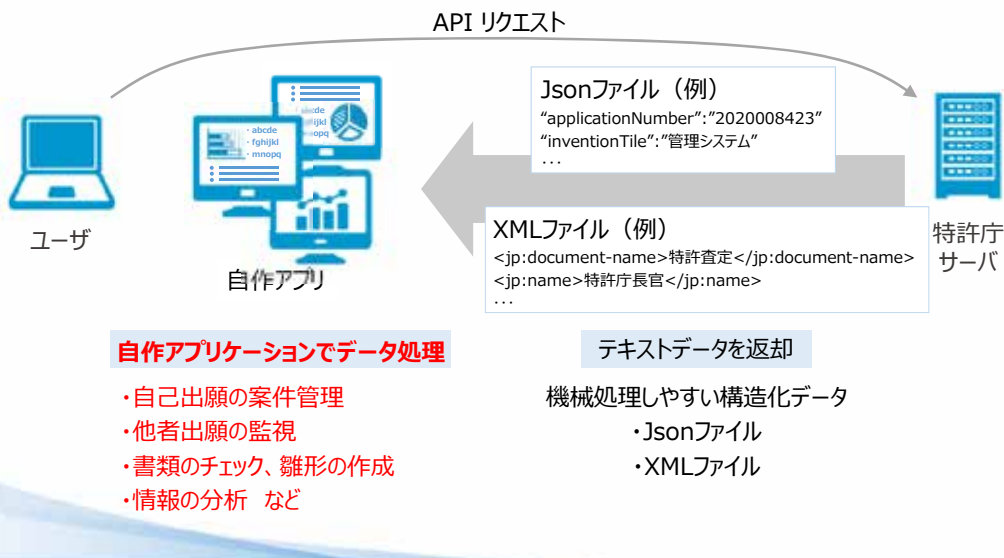 API リクエスト
Jsonファイル（例）
“applicationNumber”:”2020008423”
“inventionTile”:”管理システム”
･･･
abcde
ijkl
opq
・abcde
・fghijkl
・mnopq
XMLファイル（例）
<jp:document-name>特許査定</jp:document-name>
<jp:name>特許庁長官</jp:name>
･･･
ユーザ
自作アプリ
特許庁
サーバ
自作アプリケーションでデータ処理
・自己出願の案件管理
・他者出願の監視
・書類のチェック、雛形の作成
・情報の分析 など
テキストデータを返却
機械処理しやすい構造化データ
・Jsonファイル
・XMLファイル